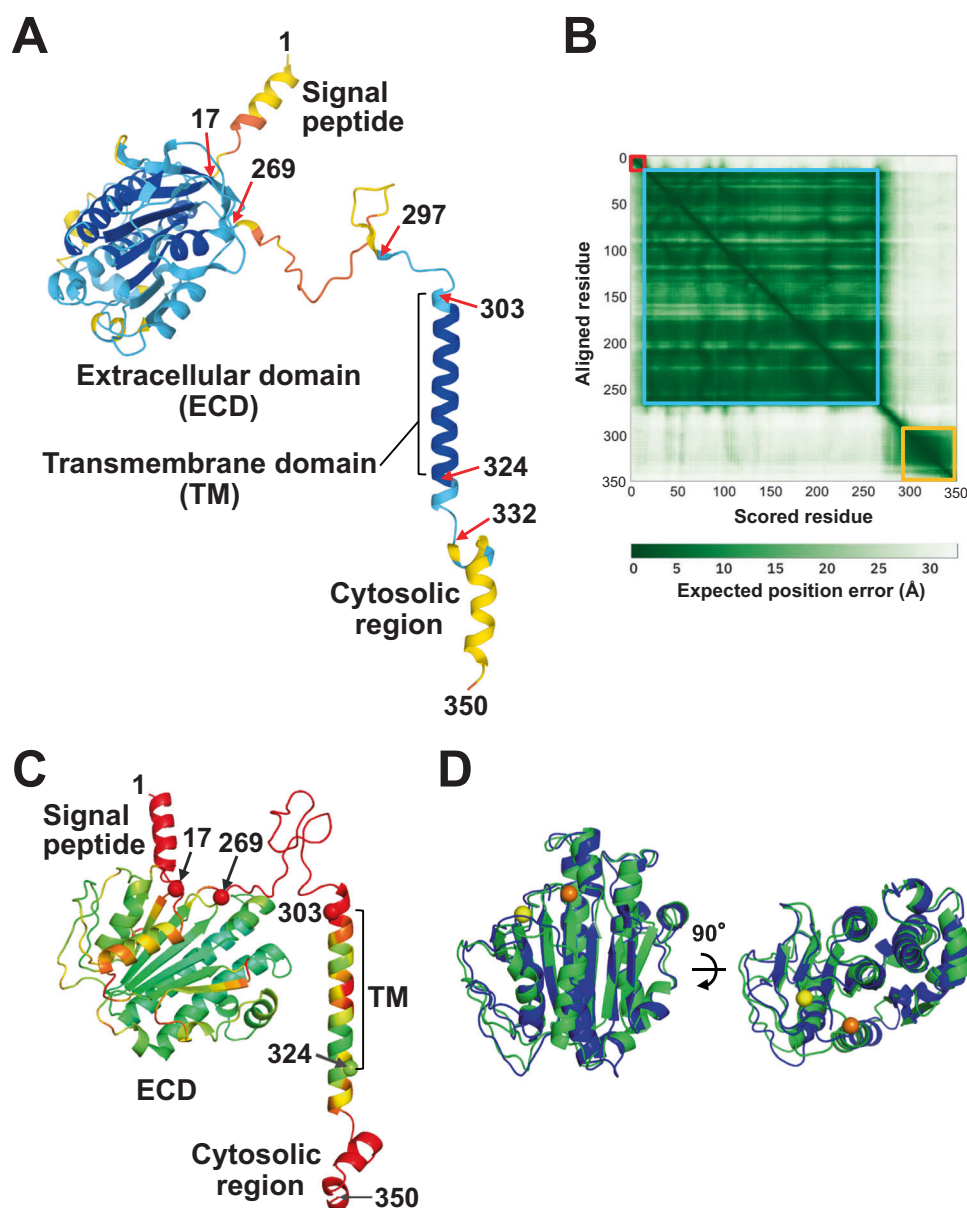 A
1
Signal
peptide
17
269
297
303
Extracellular domain
(ECD)
Transmembrane domain
(TM)
324
332
Cytosolic
region
350
B
0
50
100
150
200
250
300
350
Aligned residue
0 50 100 150 200 250 300 350
Scored residue
0 5 10 15 20 25 30
Expected position error (Å)
C
1
Signal
peptide
17
269
303
TM
324
ECD
Cytosolic
region
350
D
90°